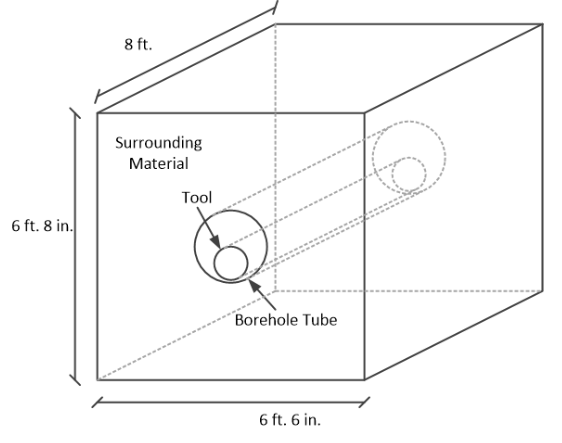 8 ft.
Surrounding
Material
Tool
6 ft. 8 in.
Borehole Tube
6 ft. 6 in.